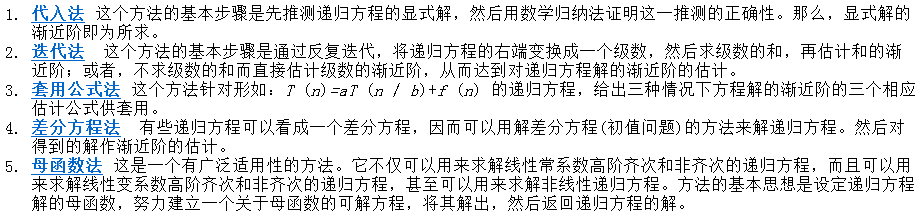 1. 代入法 这个方法的基本步骤是先推测递归方程的显式解，然后用数学归纳法证明这一推测的正确性。那么，显式解的
渐近阶即为所求。
2. 迭代法 这个方法的基本步骤是通过反复迭代，将递归方程的右端变换成一个级数，然后求级数的和，再估计和的渐
近阶；或者，不求级数的和而直接估计级数的渐近阶，从而达到对递归方程解的渐近阶的估计。
3. 套用公式法 这个方法针对形如：T (n)=aT (n / b)+f (n) 的递归方程，给出三种情况下方程解的渐近阶的三个相应
估计公式供套用。
4. 差分方程法 有些递归方程可以看成一个差分方程，因而可以用解差分方程(初值问题)的方法来解递归方程。然后对
得到的解作渐近阶的估计。
5. 母函数法 这是一个有广泛适用性的方法。它不仅可以用来求解线性常系数高阶齐次和非齐次的递归方程，而且可以用
来求解线性变系数高阶齐次和非齐次的递归方程，甚至可以用来求解非线性递归方程。方法的基本思想是设定递归方程
解的母函数，努力建立一个关于母函数的可解方程，将其解出，然后返回递归方程的解。